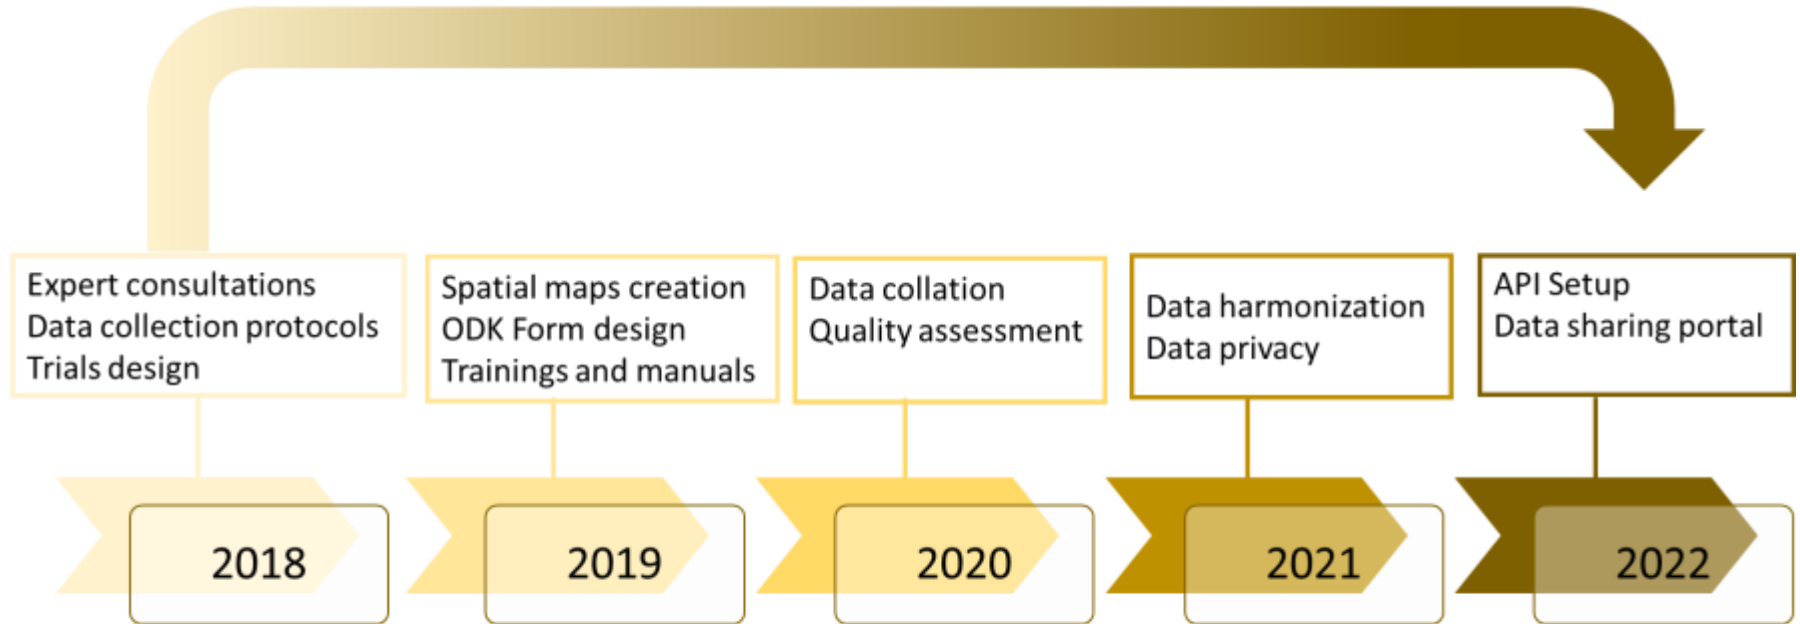 Expert consultations
Data collection protocols
Trials design
Spatial maps creation
ODK Form design
Trainings and manuals
Data collation
Quality assessment
Data harmonization
Data privacy
API Setup
Data sharing portal
2018
2019
2020
2021
2022